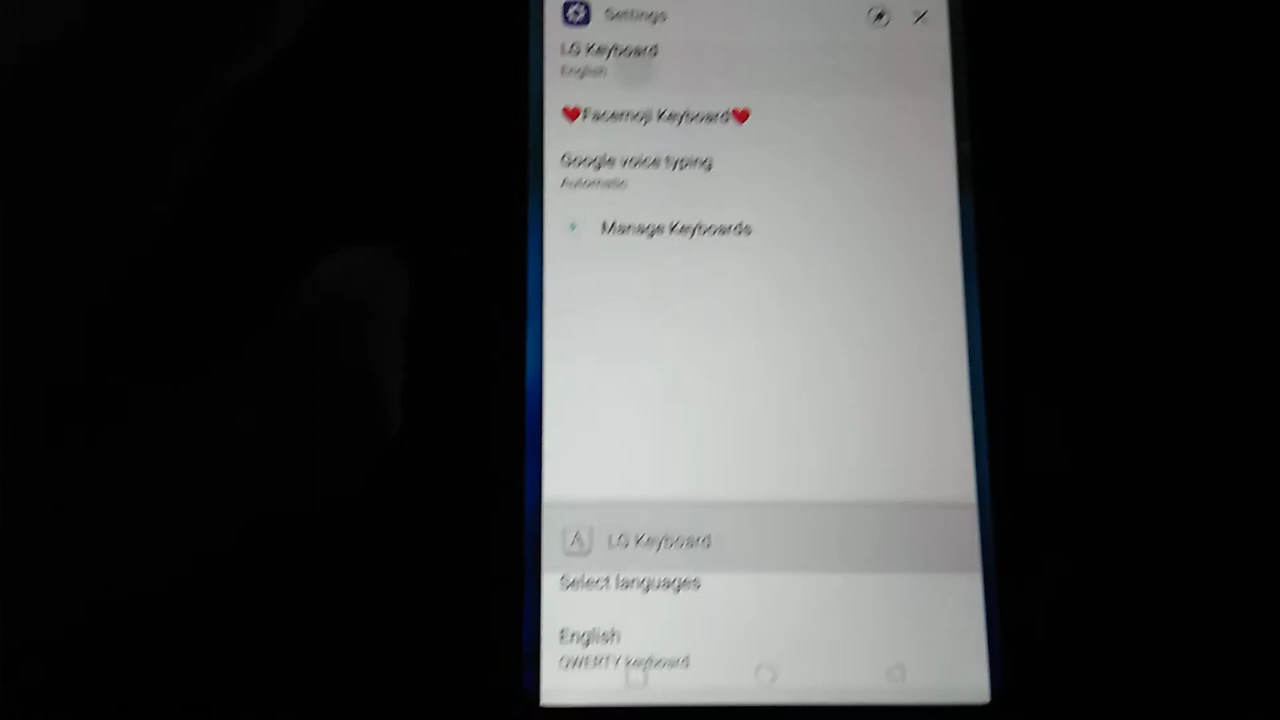 Settings
LG Keyboard
English
❤Facemoji Keyboard❤
Google voice typing
Automatic
+ Manage Keyboards
A LG Keyboard
Select languages
English
QWERTY keyboard